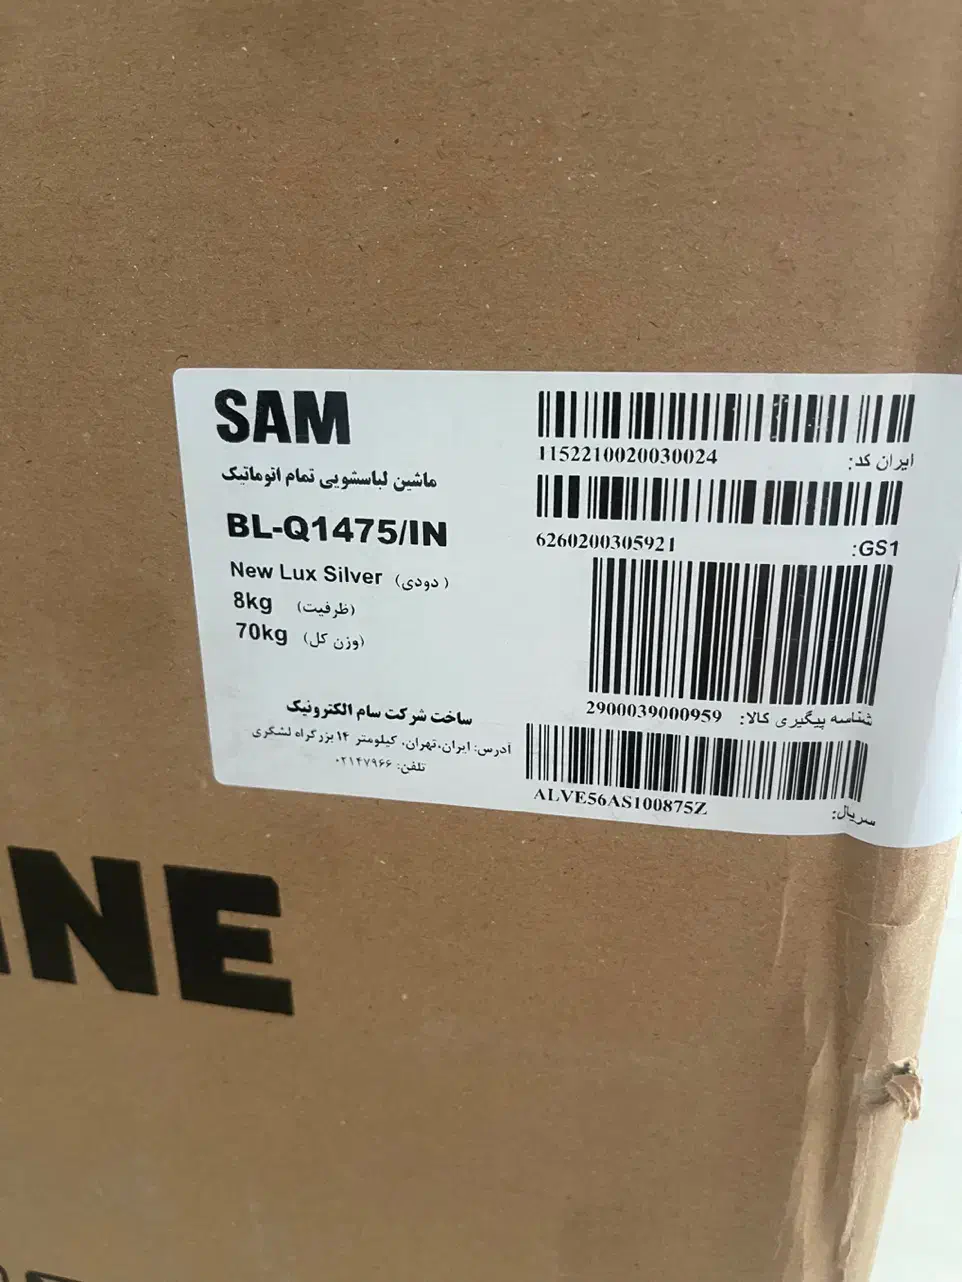 SAM
ماشین لباسشویی تمام اتوماتیک
BL-Q1475/IN
New Lux Silver (دودی)
8kg (ظرفیت)
70kg (وزن کل)
ساخت شرکت سام الکترونیک
آدرس: ایران،تهران، کیلومتر ۱۴ بزرگراه لشگری
تلفن: ۰۲۱۴۷۹۶۶
1152210020030024 ایران کد:
6260200305921 GS1:
2900039000959 شناسه پیگیری کالا:
ALVE56AS100875Z سریال:
NE